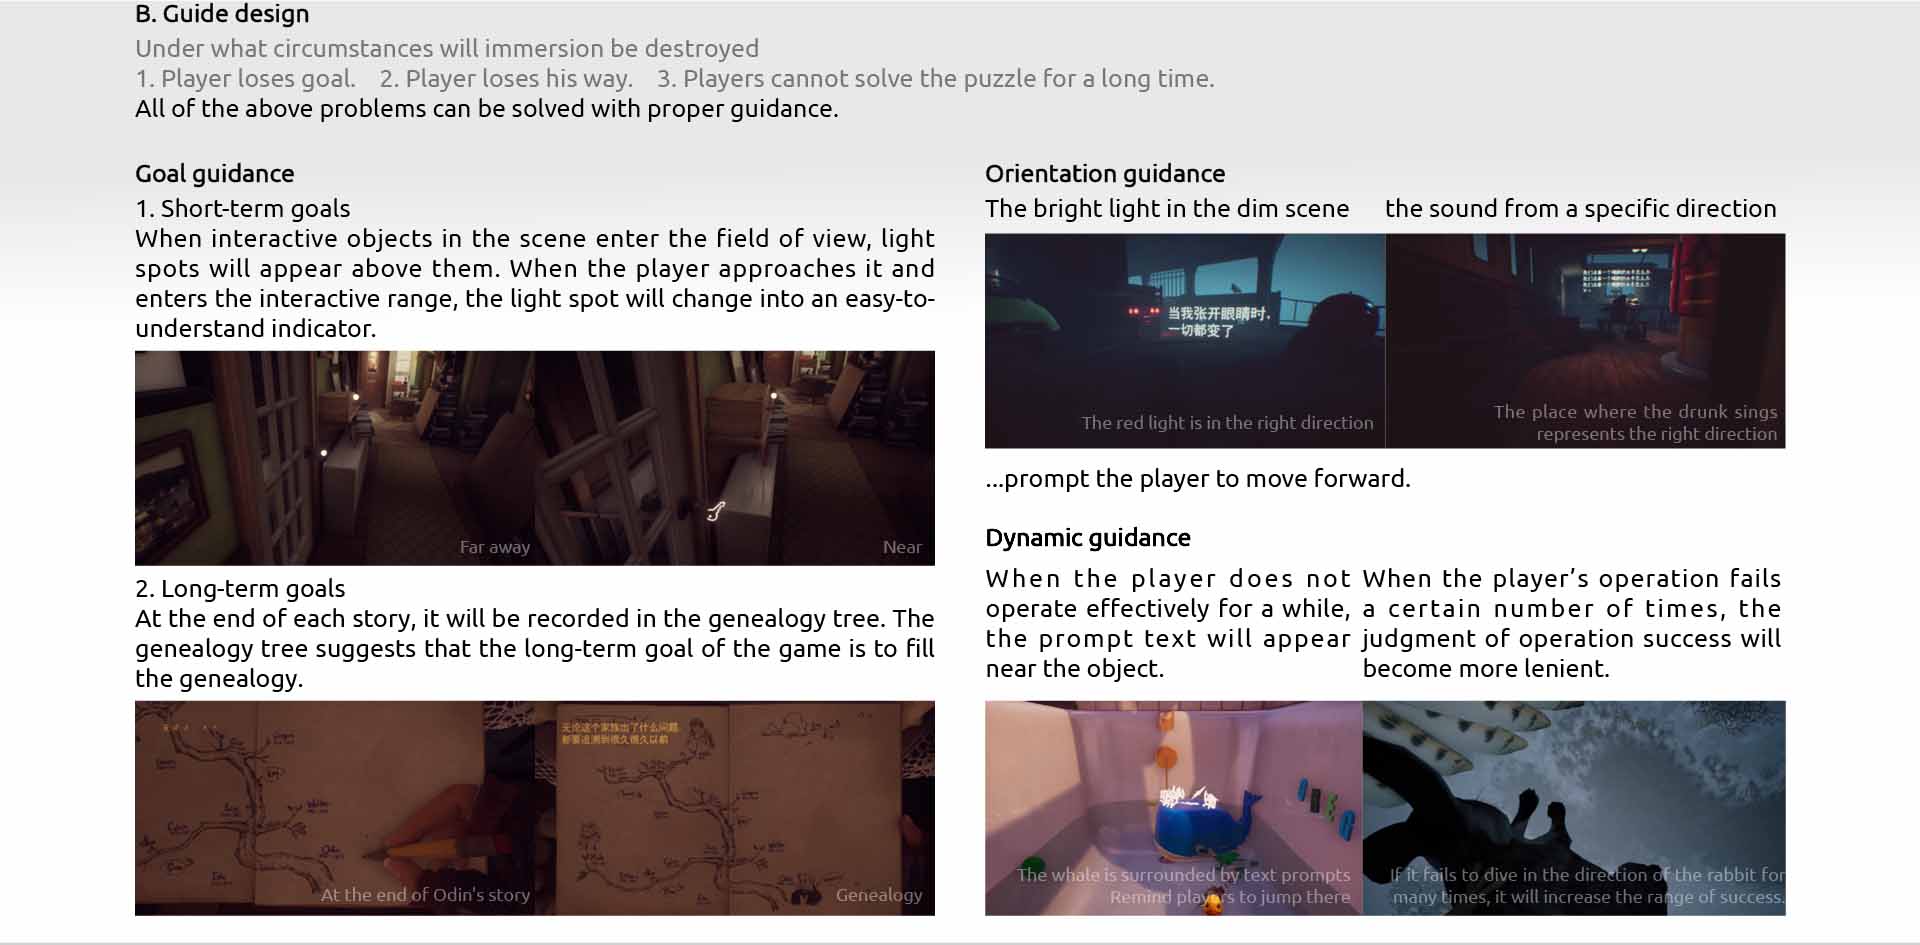 B. Guide design
Under what circumstances will immersion be destroyed
1. Player loses goal. 2. Player loses his way. 3. Players cannot solve the puzzle for a long time.
All of the above problems can be solved with proper guidance.
Goal guidance
1. Short-term goals
When interactive objects in the scene enter the field of view, light
spots will appear above them. When the player approaches it and
enters the interactive range, the light spot will change into an easy-to-
understand indicator.
Far away
Near
2. Long-term goals
At the end of each story, it will be recorded in the genealogy tree. The
genealogy tree suggests that the long-term goal of the game is to fill
the genealogy.
无论这个家族出了什么问题
都要追溯到很久很久以前
At the end of Odin's story
Genealogy
Orientation guidance
The bright light in the dim scene
the sound from a specific direction
当我张开眼睛时,
一切都变了
The red light is in the right direction
The place where the drunk sings
represents the right direction
...prompt the player to move forward.
Dynamic guidance
When the player does not
operate effectively for a while,
the prompt text will appear
near the object.
When the player’s operation fails
a certain number of times, the
judgment of operation success will
become more lenient.
The whale is surrounded by text prompts
Remind players to jump there
If it fails to dive in the direction of the rabbit for
many times, it will increase the range of success.